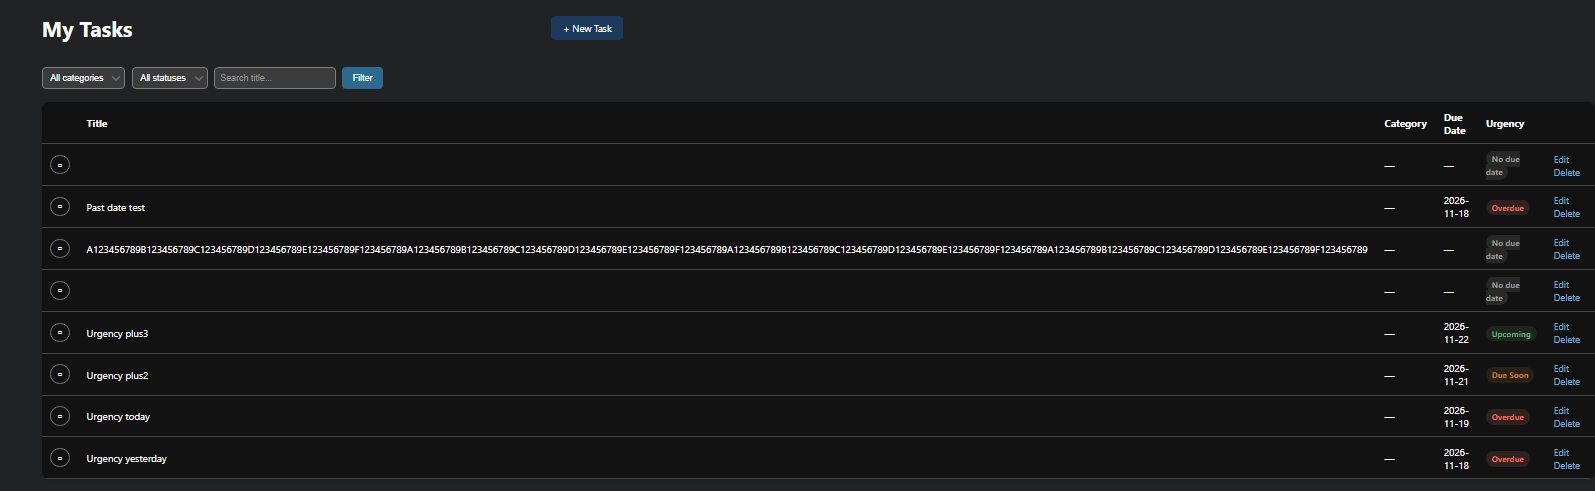 My Tasks
+ New Task
All categories
All statuses
Search title...
Filter
Title
Category
Due
Date
Urgency
—
—
No due
date
Edit
Delete
Past date test
—
2026-
11-18
Overdue
Edit
Delete
A123456789B123456789C123456789D123456789E123456789F123456789A123456789B123456789C123456789D123456789E123456789F123456789A123456789B123456789C123456789D123456789E123456789F123456789A123456789B123456789C123456789D123456789E123456789F123456789
—
—
No due
date
Edit
Delete
—
—
No due
date
Edit
Delete
Urgency plus3
—
2026-
11-22
Upcoming
Edit
Delete
Urgency plus2
—
2026-
11-21
Due Soon
Edit
Delete
Urgency today
—
2026-
11-19
Overdue
Edit
Delete
Urgency yesterday
—
2026-
11-18
Overdue
Edit
Delete